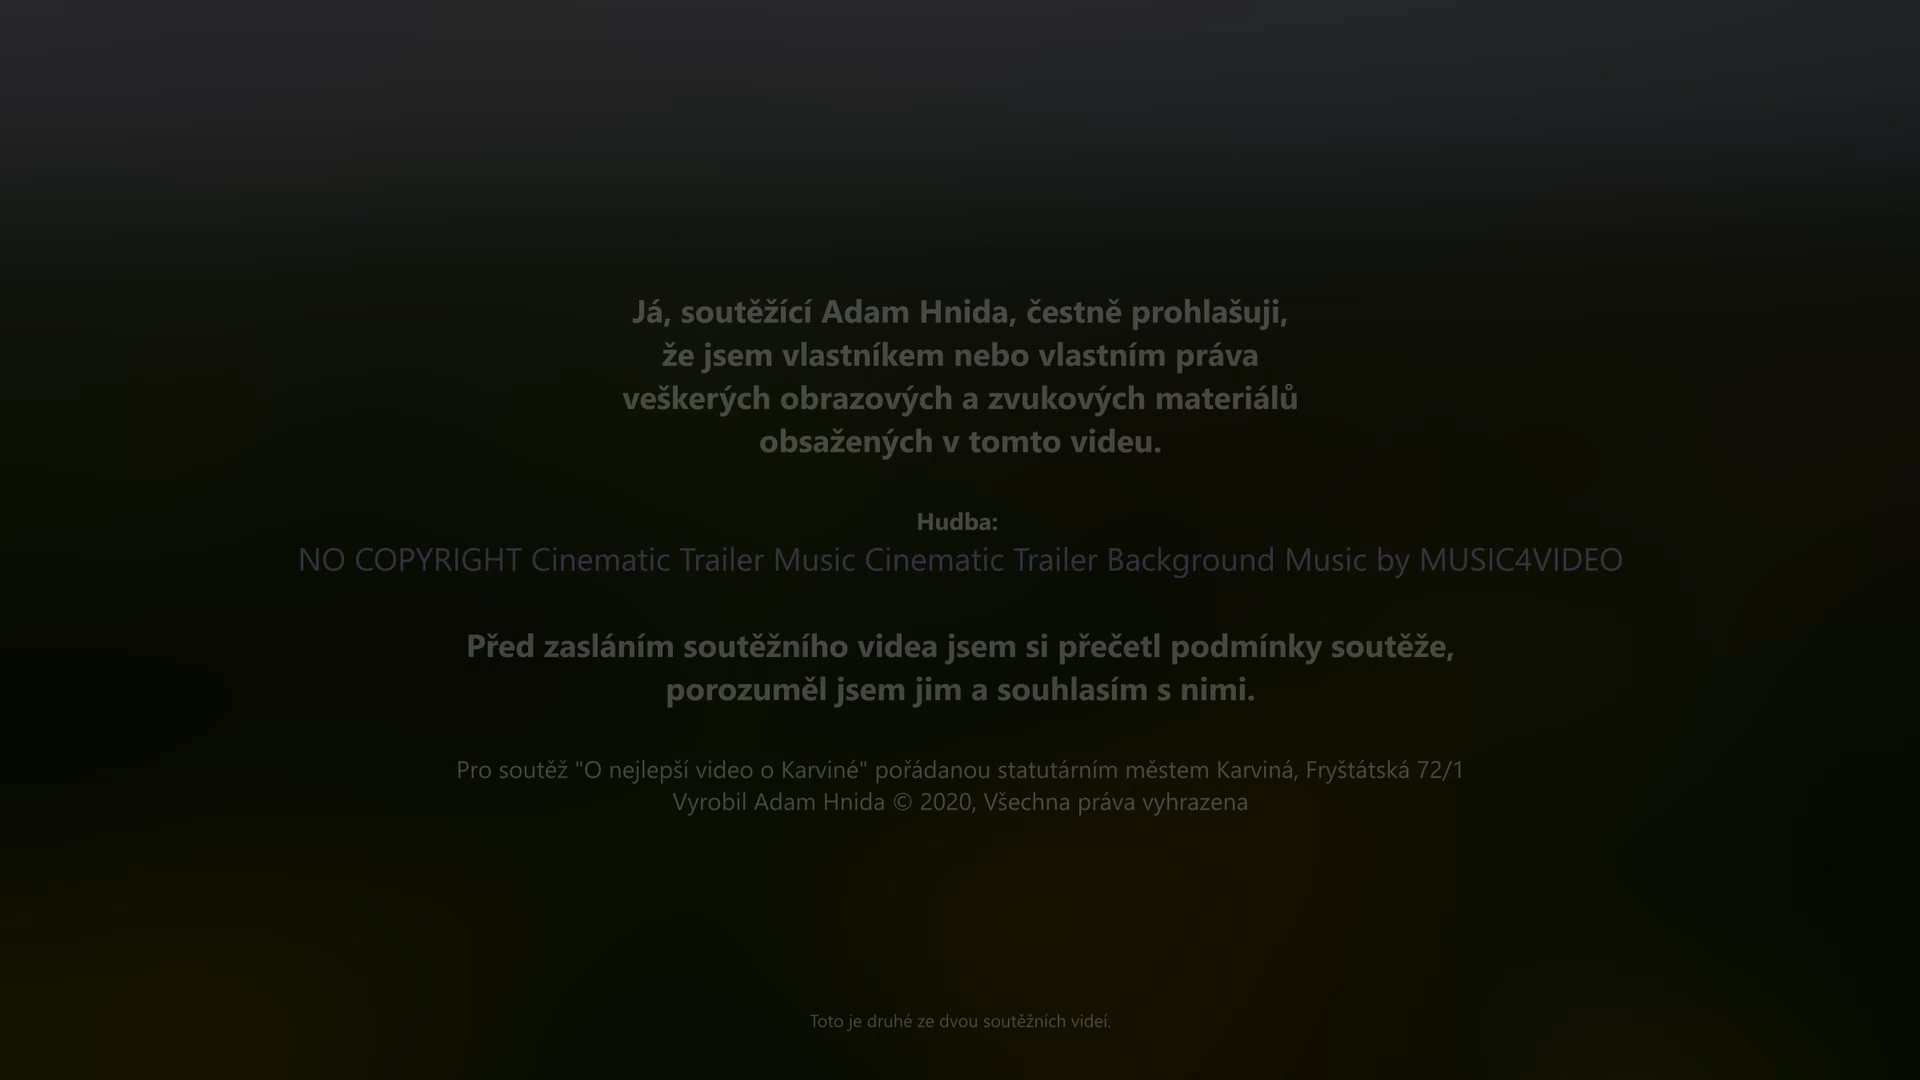 Já, soutěžící Adam Hnida, čestně prohlašuji,
že jsem vlastníkem nebo vlastním práva
veškerých obrazových a zvukových materiálů
obsažených v tomto videu.
Hudba:
NO COPYRIGHT Cinematic Trailer Music Cinematic Trailer Background Music by MUSIC4VIDEO
Před zasláním soutěžního videa jsem si přečetl podmínky soutěže,
porozuměl jsem jim a souhlasím s nimi.
Pro soutěž "O nejlepší video o Karviné" pořádanou statutárním městem Karviná, Fryštátská 72/1
Vyrobil Adam Hnida © 2020, Všechna práva vyhrazena
Toto je druhé ze dvou soutěžních videí.